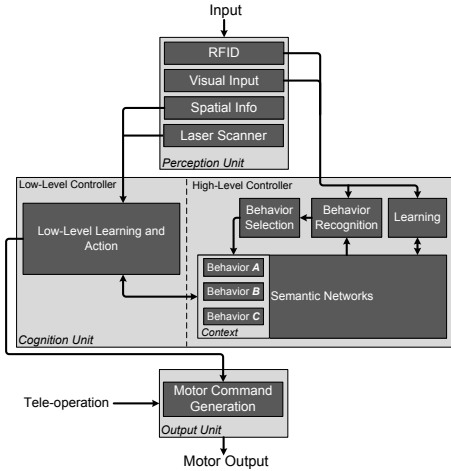 Input
RFID
Visual Input
Spatial Info
Laser Scanner
Perception Unit
Low-Level Controller
High-Level Controller
Low-Level Learning and
Action
Behavior
Selection
Behavior
Recognition
Learning
Behavior A
Behavior B
Behavior C
Context
Semantic Networks
Cognition Unit
Tele-operation
Motor Command
Generation
Output Unit
Motor Output